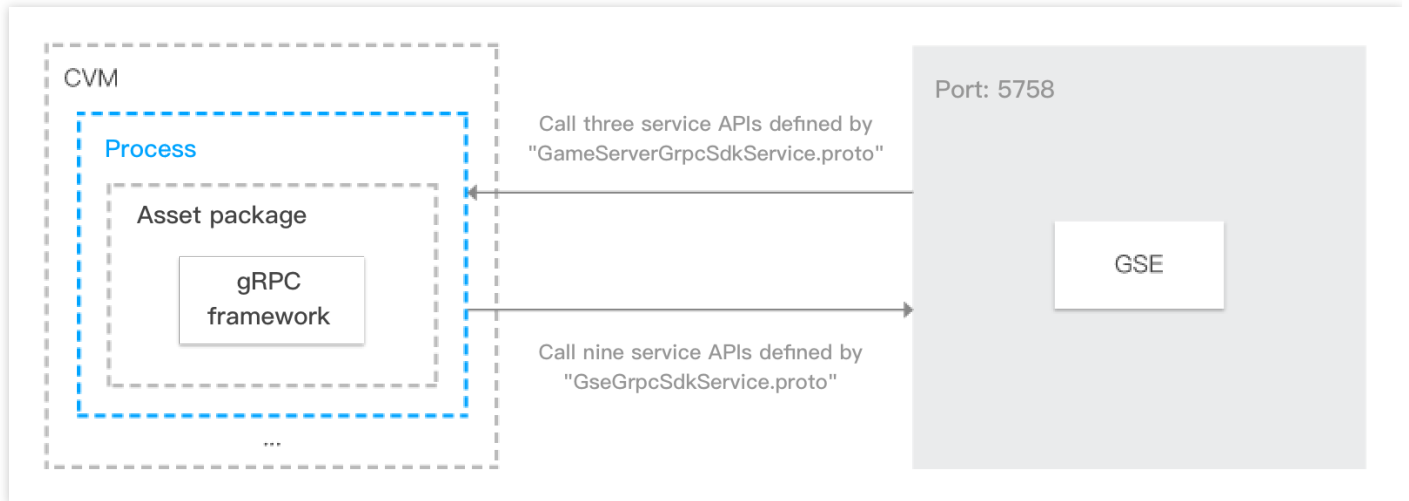 CVM
Process
Asset package
gRPC
framework
...
Call three service APIs defined by
"GameServerGrpcSdkService.proto"
Call nine service APIs defined by
"GseGrpcSdkService.proto"
Port: 5758
GSE